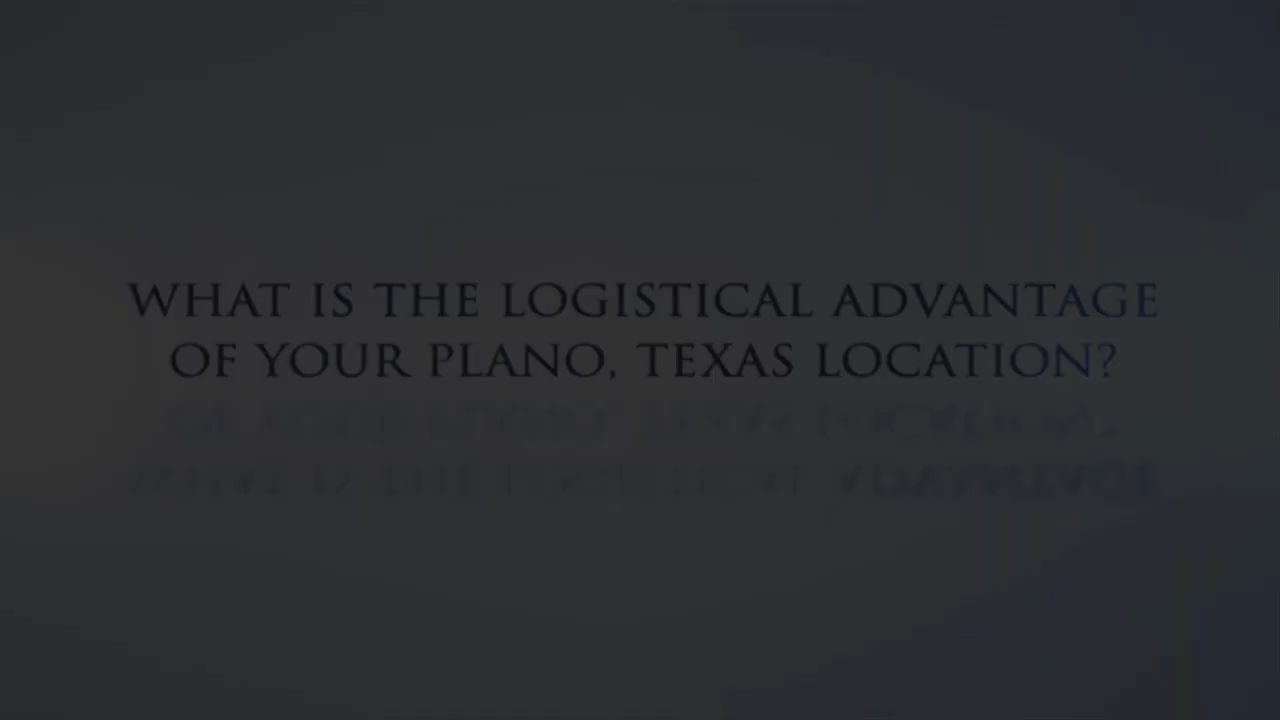 WHAT IS THE LOGISTICAL ADVANTAGE
OF YOUR PLANO, TEXAS LOCATION?